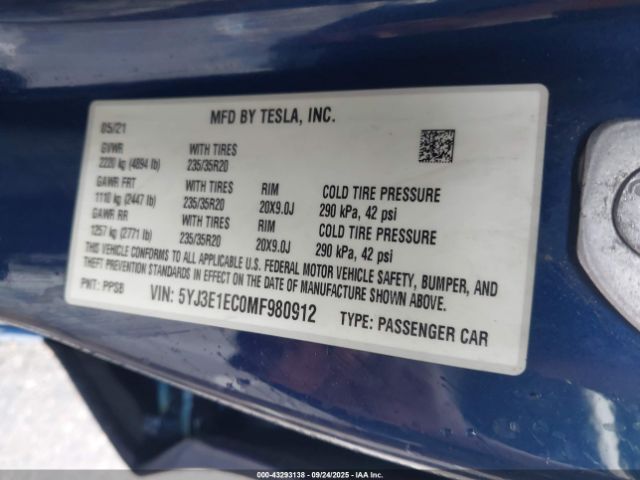 MFD BY TESLA, INC.
05/21
GVWR WITH TIRES
2220 kg (4894 lb) 235/35R20
GAWR FRT WITH TIRES RIM COLD TIRE PRESSURE
1110 kg (2447 lb) 235/35R20 20X9.0J 290 kPa, 42 psi
GAWR RR WITH TIRES RIM COLD TIRE PRESSURE
1257 kg (2771 lb) 235/35R20 20X9.0J 290 kPa, 42 psi
THIS VEHICLE CONFORMS TO ALL APPLICABLE U.S. FEDERAL MOTOR VEHICLE SAFETY, BUMPER, AND
THEFT PREVENTION STANDARDS IN EFFECT ON THE DATE OF MANUFACTURE SHOWN ABOVE.
PNT: PPSB VIN: 5YJ3E1EC0MF980912 TYPE: PASSENGER CAR
000-43293138 - 09/24/2025 - IAA Inc.